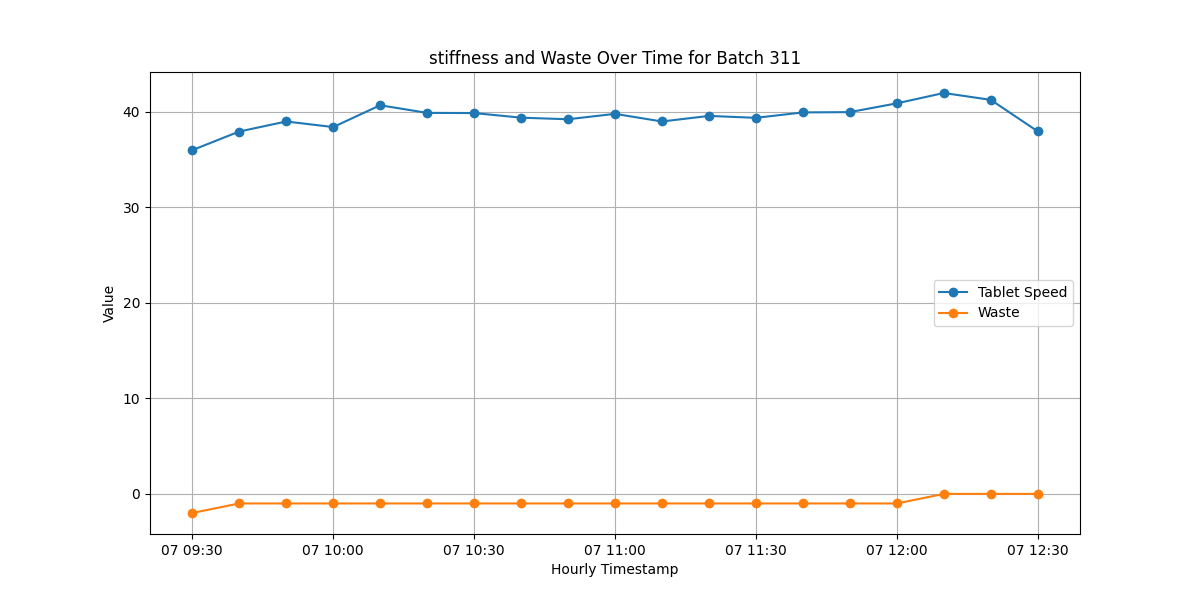 stiffness and Waste Over Time for Batch 311
40
30
20
10
0
Value
Tablet Speed
Waste
07 09:30 07 10:00 07 10:30 07 11:00 07 11:30 07 12:00 07 12:30
Hourly Timestamp